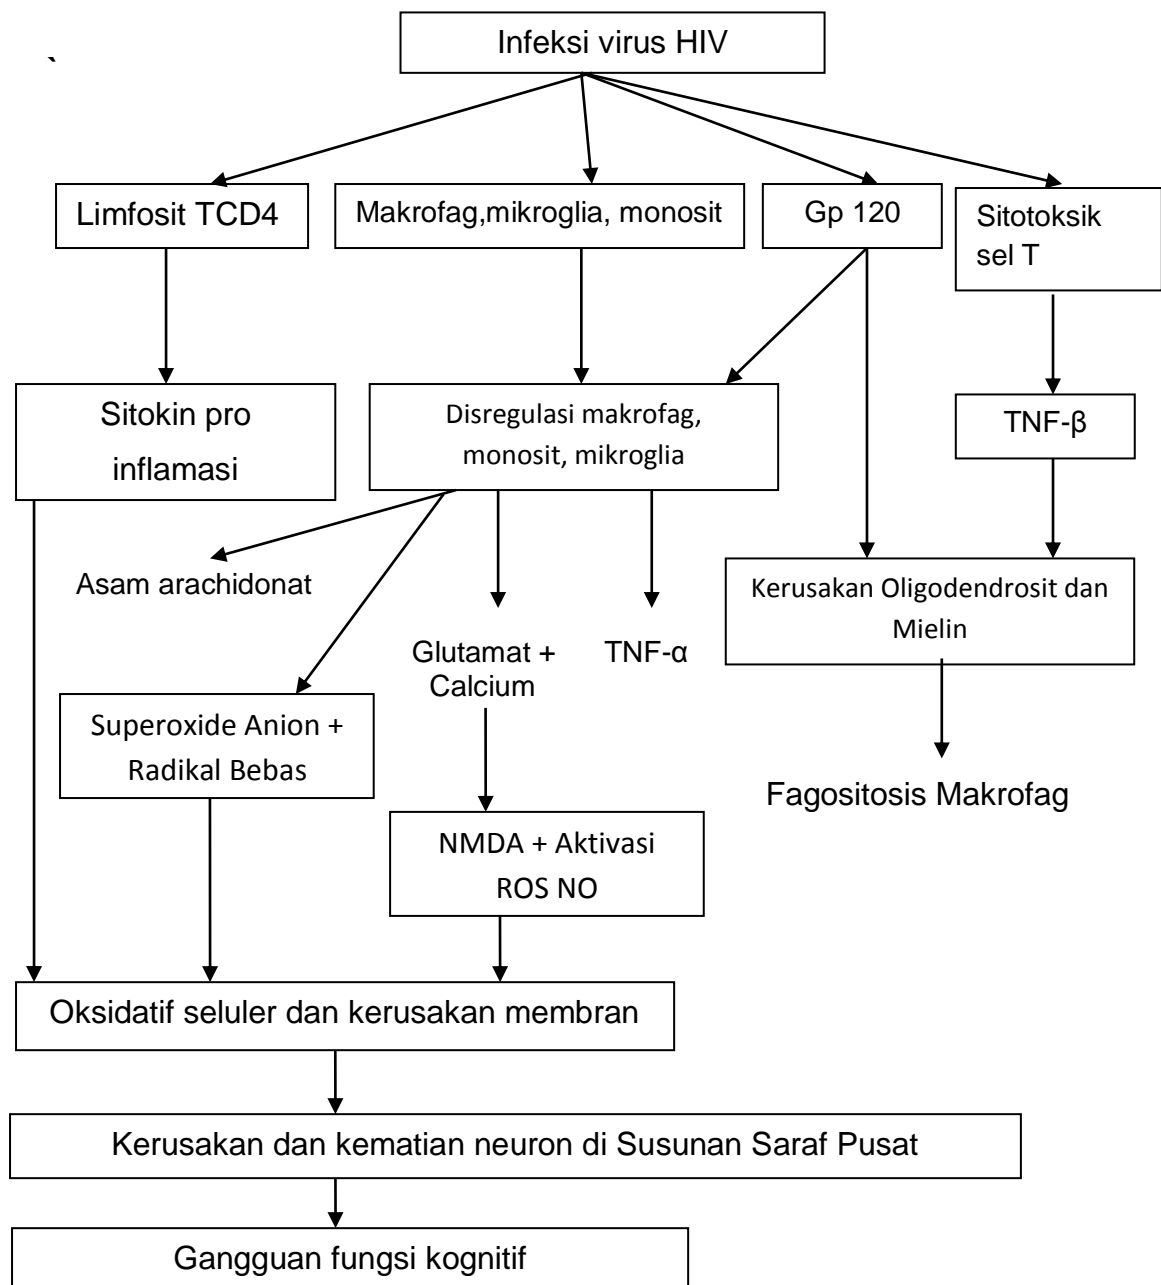 Infeksi virus HIV
`
Limfosit TCD4
Makrofag,mikroglia, monosit
Gp 120
Sitotoksik
sel T
Sitokin pro
inflamasi
Disregulasi makrofag,
monosit, mikroglia
TNF-β
Asam arachidonat
Glutamat +
Calcium
TNF-α
Kerusakan Oligodendrosit dan
Mielin
Superoxide Anion +
Radikal Bebas
Fagositosis Makrofag
NMDA + Aktivasi
ROS NO
Oksidatif seluler dan kerusakan membran
Kerusakan dan kematian neuron di Susunan Saraf Pusat
Gangguan fungsi kognitif